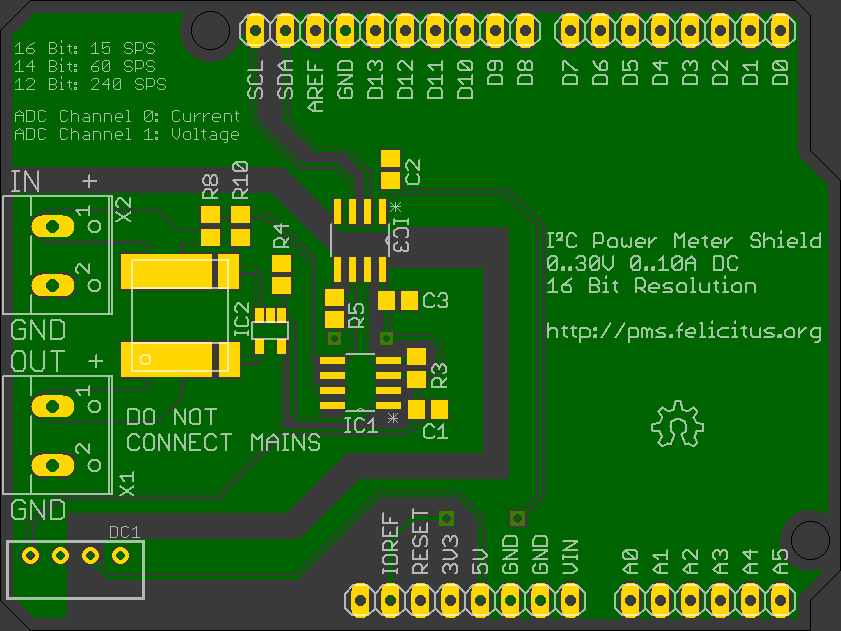 SCL
SDA
AREF
GND
D13
D12
D11
D10
D9
D8
D7
D6
D5
D4
D3
D2
D1
D0
16 Bit: 15 SPS
14 Bit: 60 SPS
12 Bit: 240 SPS
ADC Channel 0: Current
ADC Channel 1: Voltage
IN +
X2
1
2
GND
R8
R10
R4
C2
IC3
*
I²C Power Meter Shield
0..30V 0..10A DC
16 Bit Resolution
http://pms.felicitus.org
IC2
R5
C3
R3
C1
IC1
*
OUT +
1
2
X1
GND
DO NOT
CONNECT MAINS
DC1
IOREF
RESET
3V3
5V
GND
GND
VIN
A0
A1
A2
A3
A4
A5